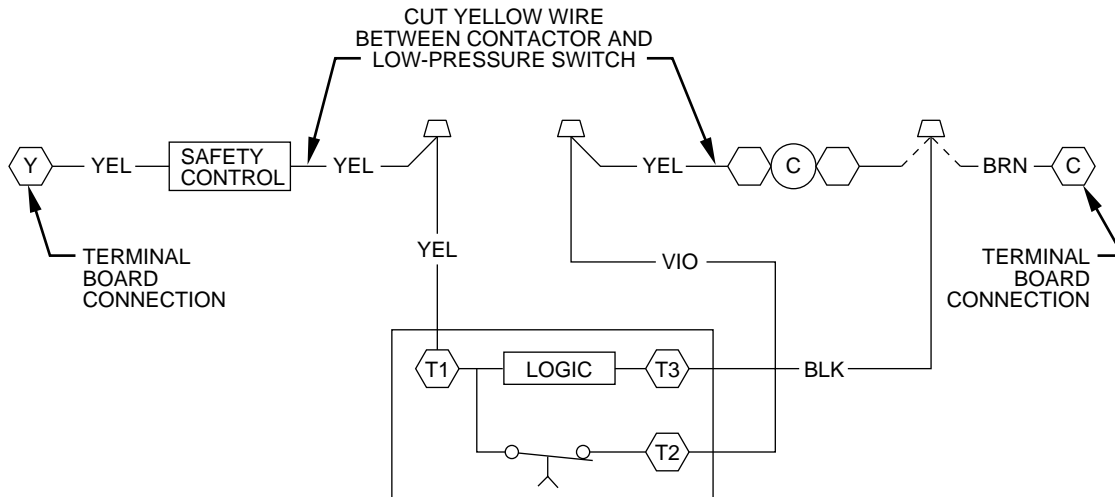 CUT YELLOW WIRE
BETWEEN CONTACTOR AND
LOW-PRESSURE SWITCH
Y
YEL
SAFETY
CONTROL
YEL
YEL
C
BRN
C
TERMINAL
BOARD
CONNECTION
YEL
VIO
TERMINAL
BOARD
CONNECTION
T1
LOGIC
T3
BLK
T2